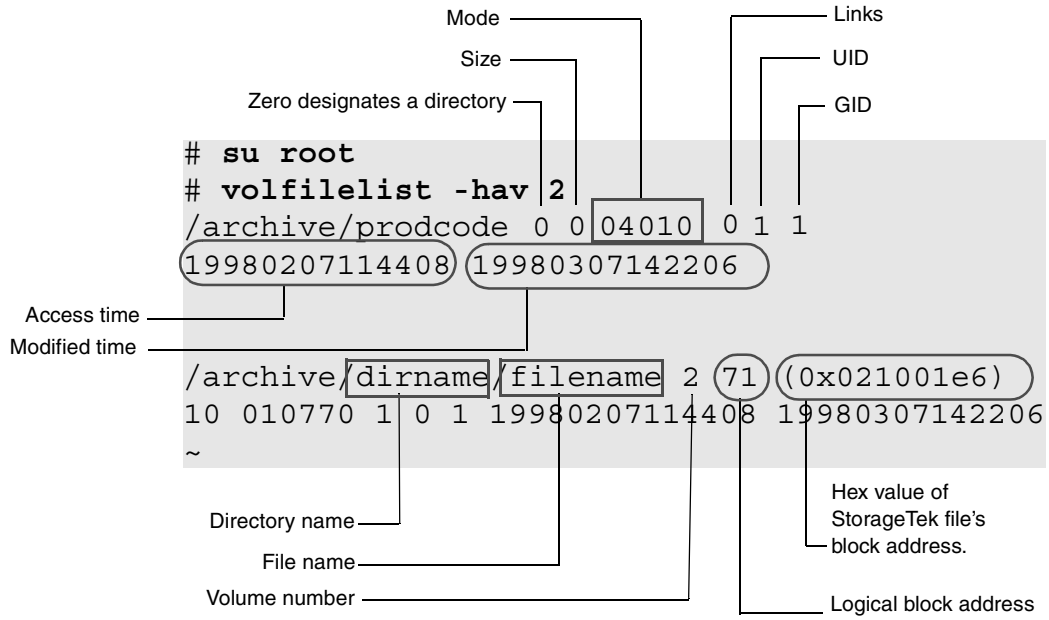 Mode
Links
Size
UID
Zero designates a directory
GID
# su root
# volfilelist -hav 2
/archive/prodcode 0 0 04010 0 1 1
19980207114408 19980307142206
Access time
Modified time
/archive/dirname/filename 2 71 (0x021001e6)
10 010770 1 0 1 19980207114408 19980307142206
~
Directory name
File name
Volume number
Hex value of
StorageTek file's
block address.
Logical block address